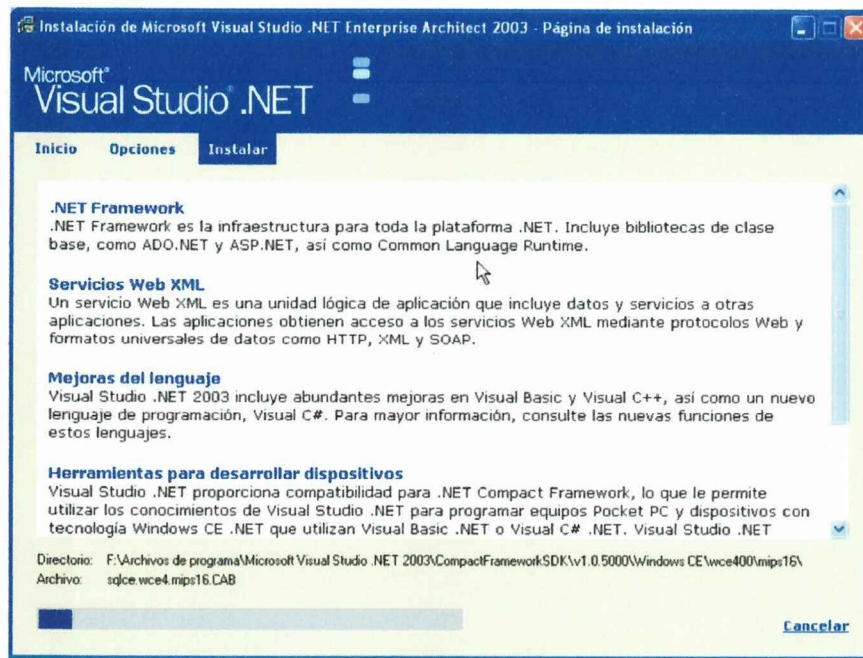 Instalación de Microsoft Visual Studio .NET Enterprise Architect 2003 - Página de instalación
Microsoft®
Visual Studio® .NET
Inicio Opciones Instalar
.NET Framework
.NET Framework es la infraestructura para toda la plataforma .NET. Incluye bibliotecas de clase
base, como ADO.NET y ASP.NET, así como Common Language Runtime.
Servicios Web XML
Un servicio Web XML es una unidad lógica de aplicación que incluye datos y servicios a otras
aplicaciones. Las aplicaciones obtienen acceso a los servicios Web XML mediante protocolos Web y
formatos universales de datos como HTTP, XML y SOAP.
Mejoras del lenguaje
Visual Studio .NET 2003 incluye abundantes mejoras en Visual Basic y Visual C++, así como un nuevo
lenguaje de programación, Visual C#. Para mayor información, consulte las nuevas funciones de
estos lenguajes.
Herramientas para desarrollar dispositivos
Visual Studio .NET proporciona compatibilidad para .NET Compact Framework, lo que le permite
utilizar los conocimientos de Visual Studio .NET para programar equipos Pocket PC y dispositivos con
tecnología Windows CE .NET que utilizan Visual Basic .NET o Visual C# .NET. Visual Studio .NET
Directorio: F:\Archivos de programa\Microsoft Visual Studio .NET 2003\CompactFrameworkSDK\v1.0.5000\Windows CE\wce400\mips16\
Archivo: sqlce.wce4.mips16.CAB
Cancelar